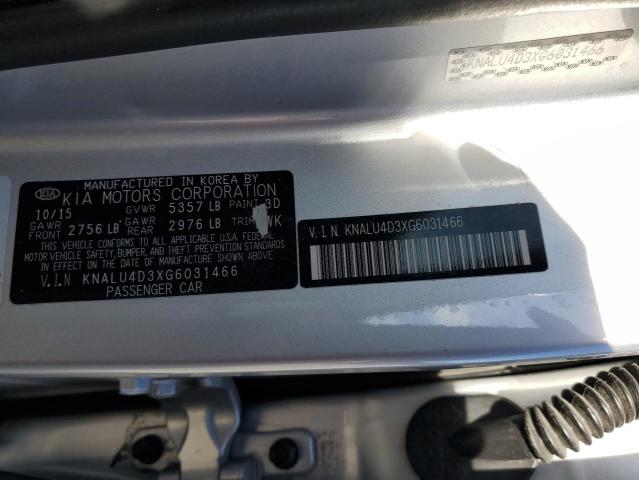 KNALU4D3XG6031466
MANUFACTURED IN KOREA BY
KIA KIA MOTORS CORPORATION
10/15 GVWR 5357 LB PAINT 3D
GAWR FRONT 2756 LB GAWR REAR 2976 LB TRIM WK
THIS VEHICLE CONFORMS TO ALL APPLICABLE U.S.A. FEDERAL
MOTOR VEHICLE SAFETY, BUMPER, AND THEFT PREVENTION STANDARDS
IN EFFECT ON THE DATE OF MANUFACTURE SHOWN ABOVE
V.I.N KNALU4D3XG6031466
PASSENGER CAR
V.I.N KNALU4D3XG6031466